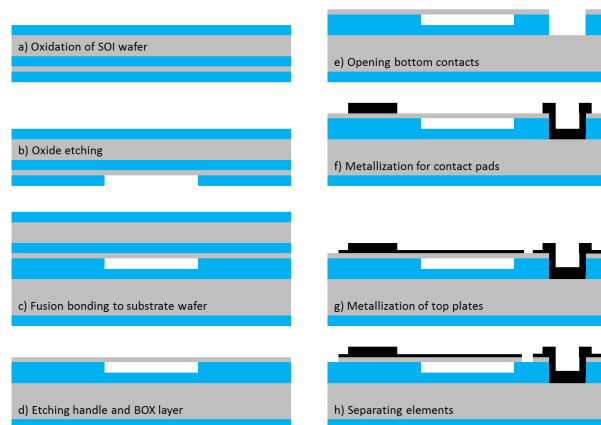 a) Oxidation of SOI wafer
b) Oxide etching
c) Fusion bonding to substrate wafer
d) Etching handle and BOX layer
e) Opening bottom contacts
f) Metallization for contact pads
g) Metallization of top plates
h) Separating elements